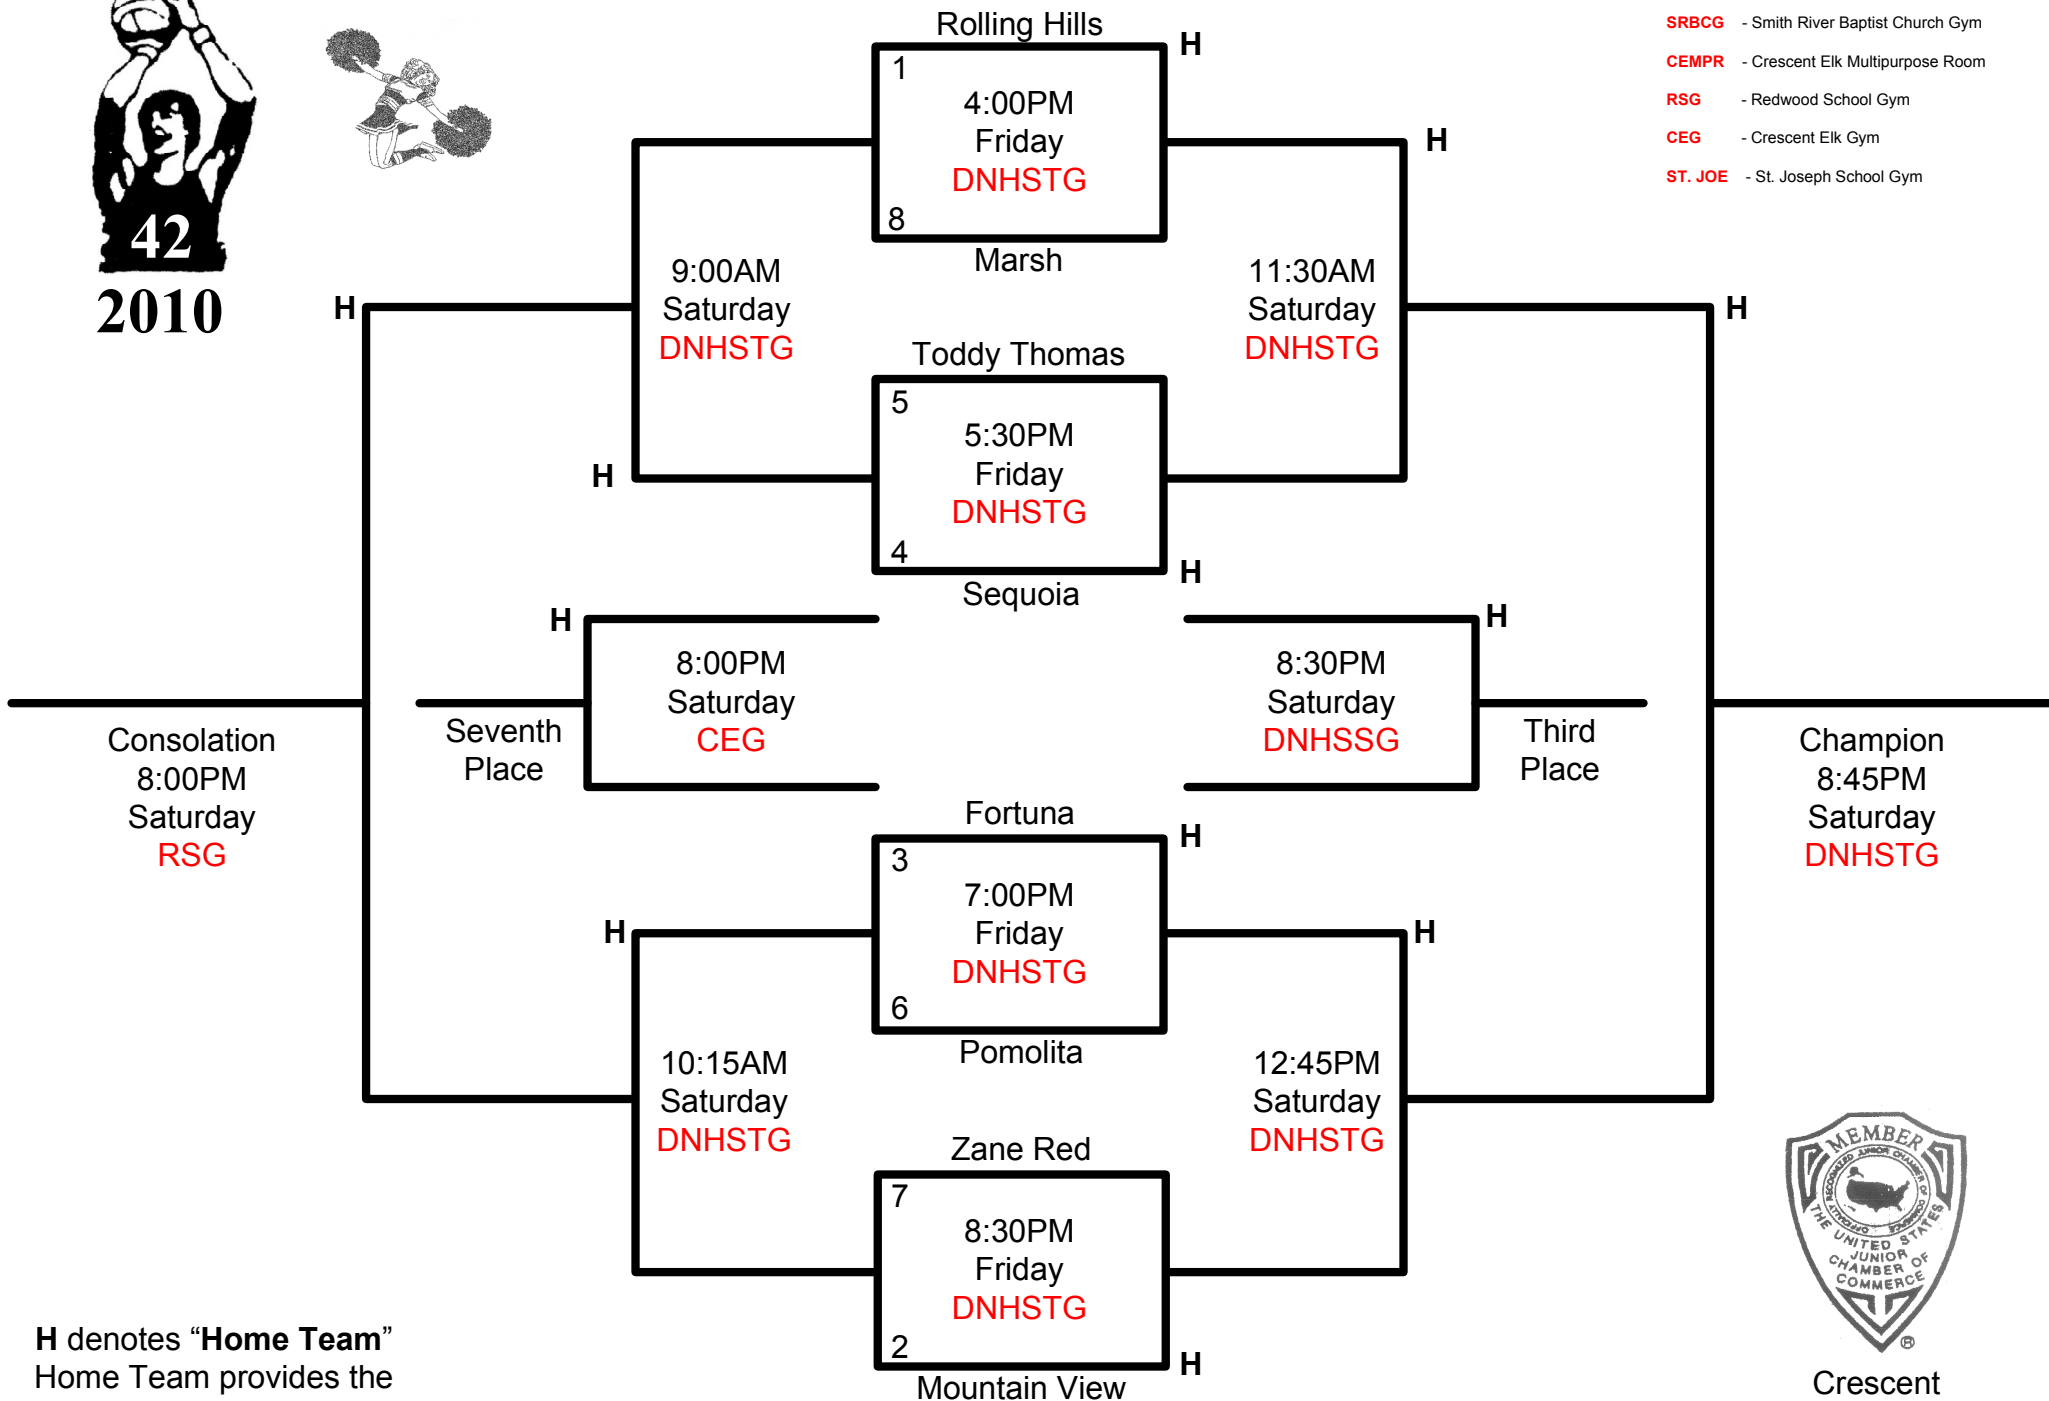 42
2010
SRBCG - Smith River Baptist Church Gym
CEMPR - Crescent Elk Multipurpose Room
RSG - Redwood School Gym
CEG - Crescent Elk Gym
ST. JOE - St. Joseph School Gym
Rolling Hills
H
1
4:00PM
Friday
DNHSTG
8
Marsh
H
9:00AM
Saturday
DNHSTG
11:30AM
Saturday
DNHSTG
H
H
Toddy Thomas
5
5:30PM
Friday
DNHSTG
4
Sequoia
H
H
H
8:00PM
Saturday
CEG
Seventh
Place
H
8:30PM
Saturday
DNHSSG
Third
Place
Consolation
8:00PM
Saturday
RSG
Champion
8:45PM
Saturday
DNHSTG
Fortuna
H
3
7:00PM
Friday
DNHSTG
6
Pomolita
H
H
10:15AM
Saturday
DNHSTG
12:45PM
Saturday
DNHSTG
Zane Red
7
8:30PM
Friday
DNHSTG
2
Mountain View
H
H denotes “Home Team”
Home Team provides the
MEMBER
OFFICIALLY RECOGNIZED JUNIOR CHAMBER OF COMMERCE
THE UNITED STATES
JUNIOR
CHAMBER OF
COMMERCE
®
Crescent